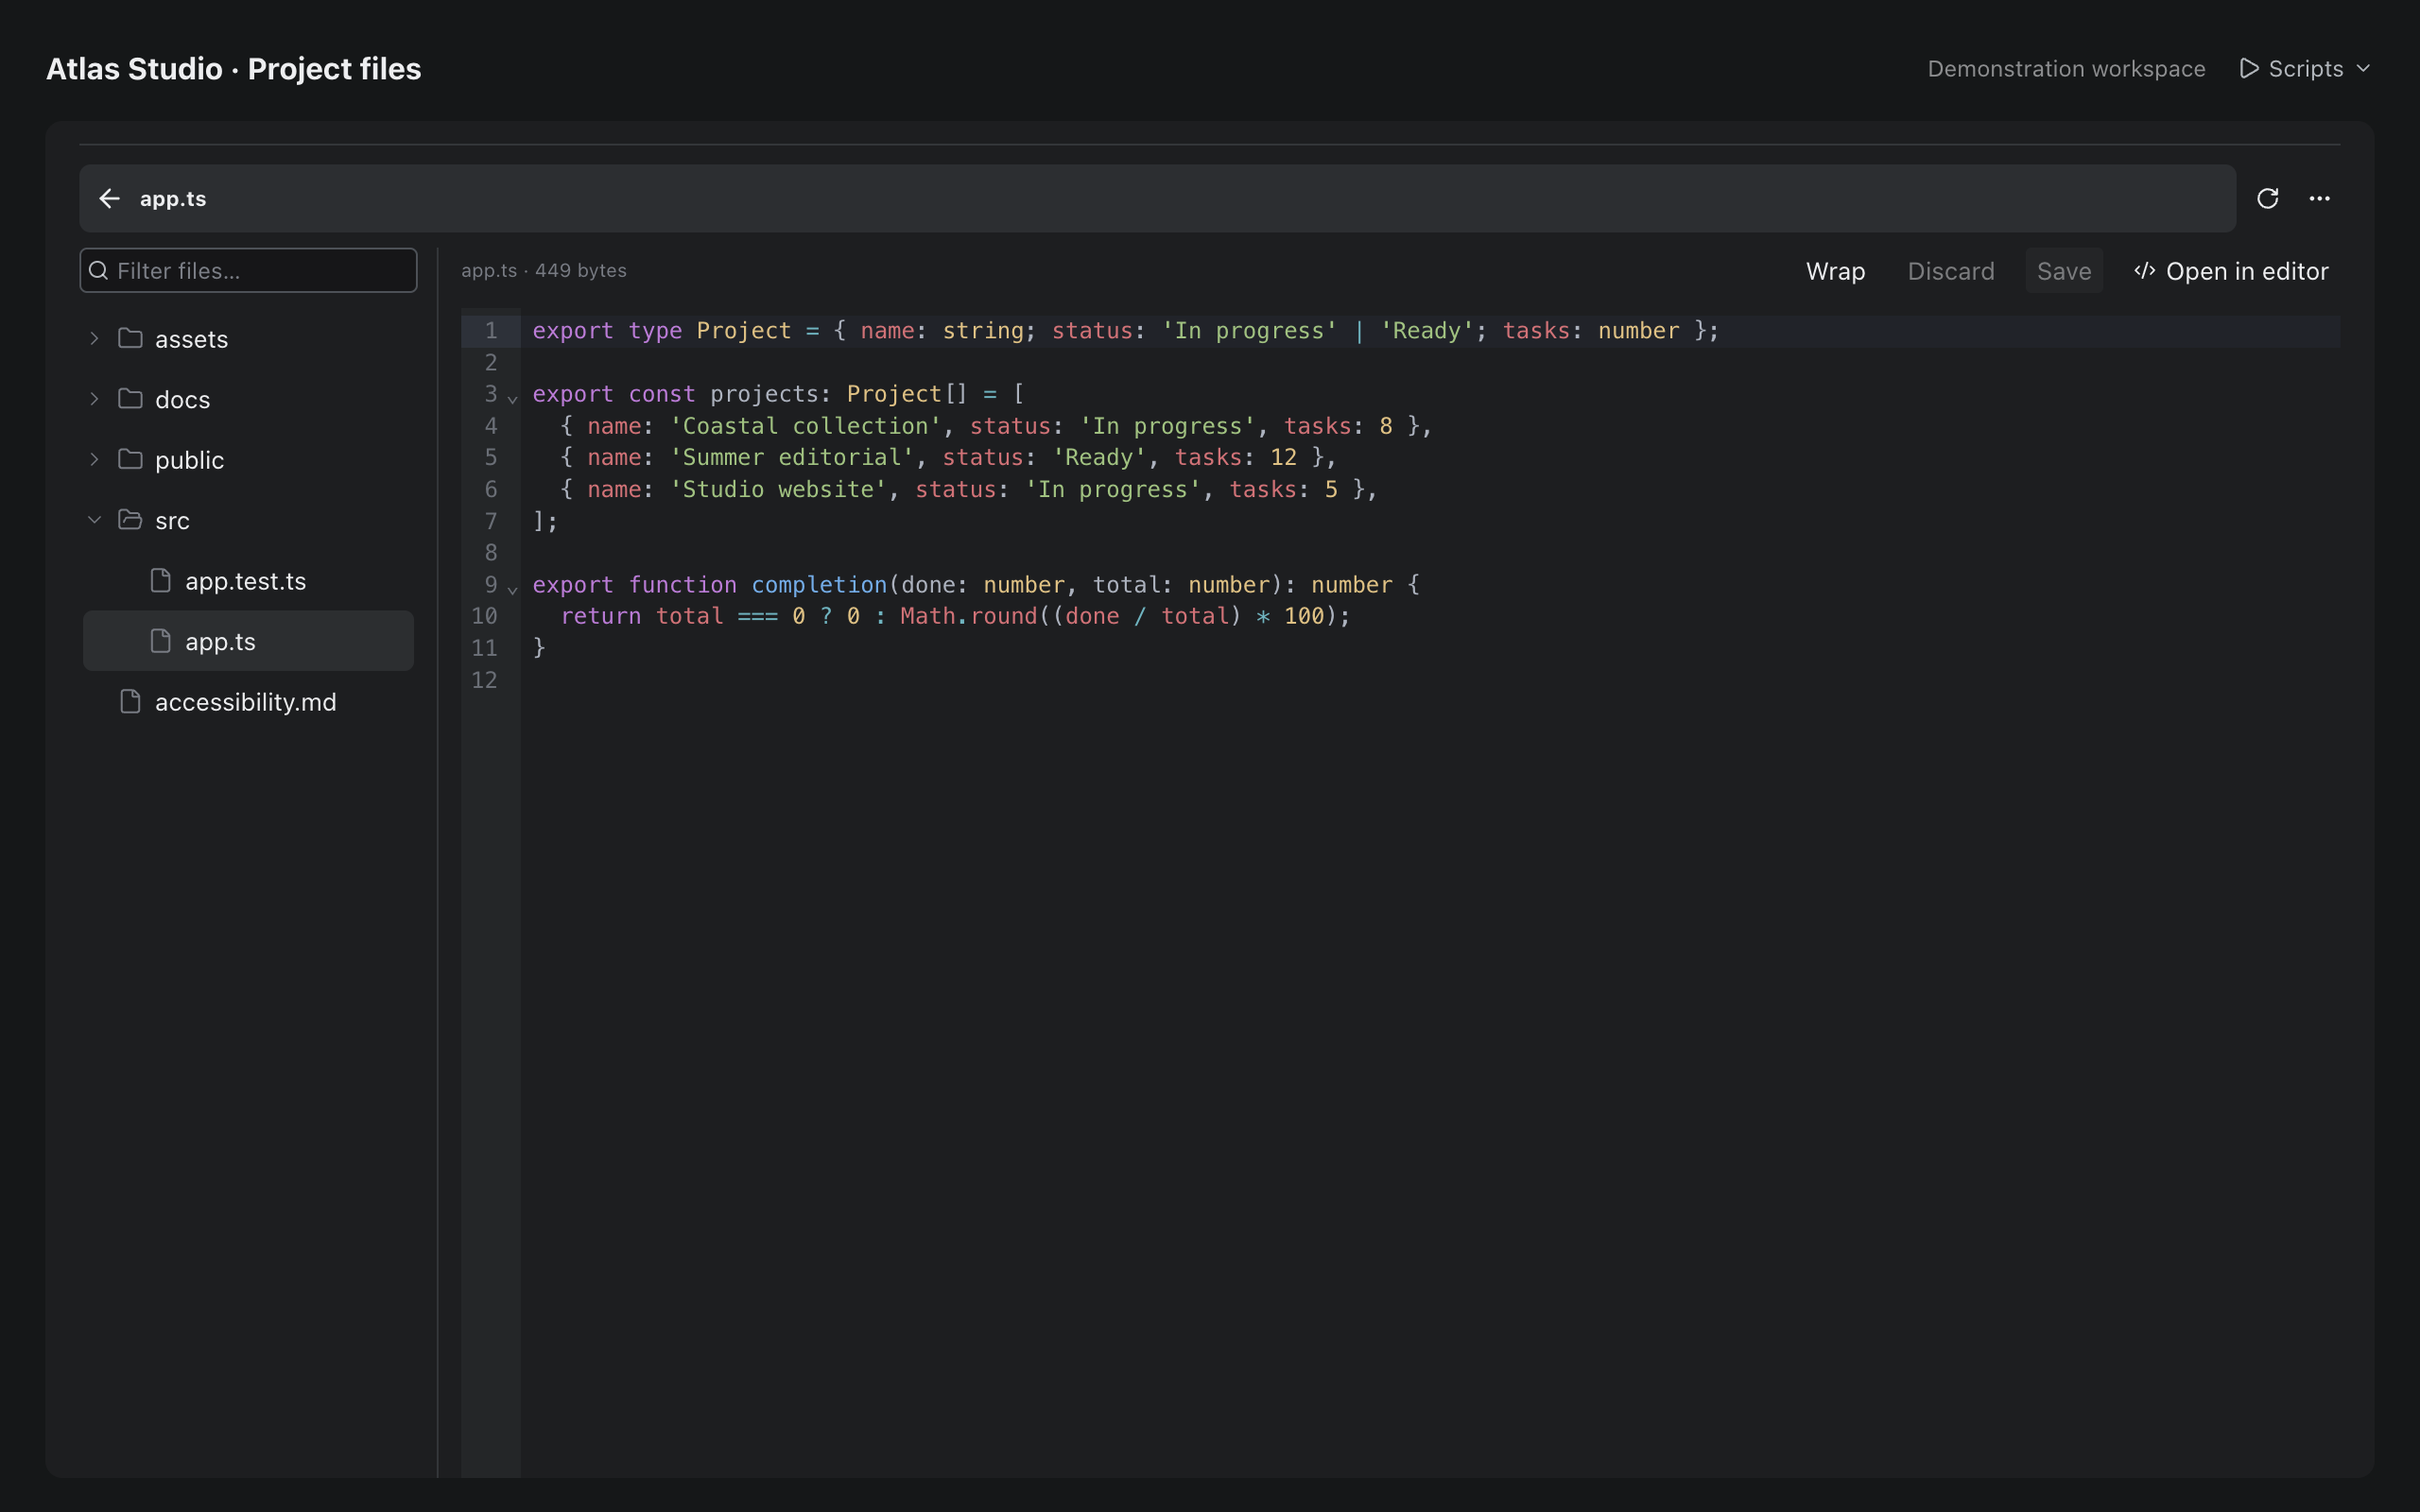 Atlas Studio · Project files
Demonstration workspace
Scripts
app.ts
Filter files...
app.ts · 449 bytes
Wrap
Discard
Save
Open in editor
assets
docs
public
src
app.test.ts
app.ts
accessibility.md
1 export type Project = { name: string; status: 'In progress' | 'Ready'; tasks: number };
2
3 export const projects: Project[] = [
4   { name: 'Coastal collection', status: 'In progress', tasks: 8 },
5   { name: 'Summer editorial', status: 'Ready', tasks: 12 },
6   { name: 'Studio website', status: 'In progress', tasks: 5 },
7 ];
8
9 export function completion(done: number, total: number): number {
10   return total === 0 ? 0 : Math.round((done / total) * 100);
11 }
12